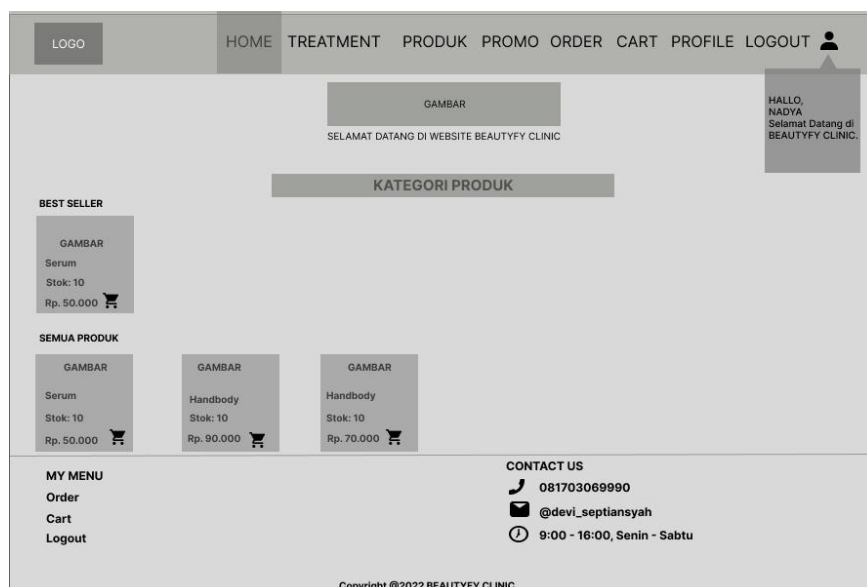 LOGO
HOME TREATMENT PRODUK PROMO ORDER CART PROFILE LOGOUT
HALLO,
NADYA
Selamat Datang di
BEAUTYFY CLINIC.
GAMBAR
SELAMAT DATANG DI WEBSITE BEAUTYFY CLINIC
KATEGORI PRODUK
BEST SELLER
GAMBAR
Serum
Stok: 10
Rp. 50.000
SEMUA PRODUK
GAMBAR
Serum
Stok: 10
Rp. 50.000
GAMBAR
Handbody
Stok: 10
Rp. 90.000
GAMBAR
Handbody
Stok: 10
Rp. 70.000
MY MENU
Order
Cart
Logout
CONTACT US
081703069990
@devi_septiansyah
9:00 - 16:00, Senin - Sabtu
Copyright @2022 BEAUTYFY CLINIC